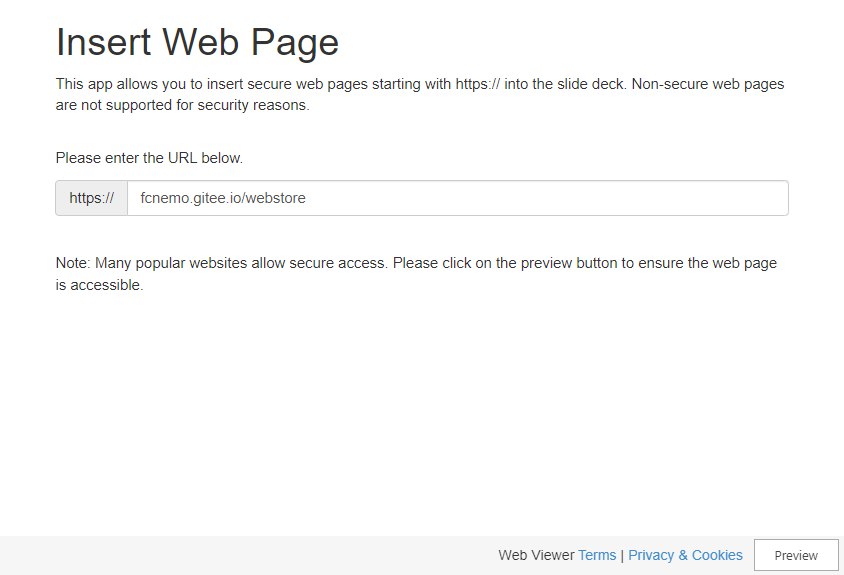 Insert Web Page
This app allows you to insert secure web pages starting with https:// into the slide deck. Non-secure web pages
are not supported for security reasons.
Please enter the URL below.
https:// fcnemo.gitee.io/webstore
Note: Many popular websites allow secure access. Please click on the preview button to ensure the web page
is accessible.
Web Viewer Terms | Privacy & Cookies Preview